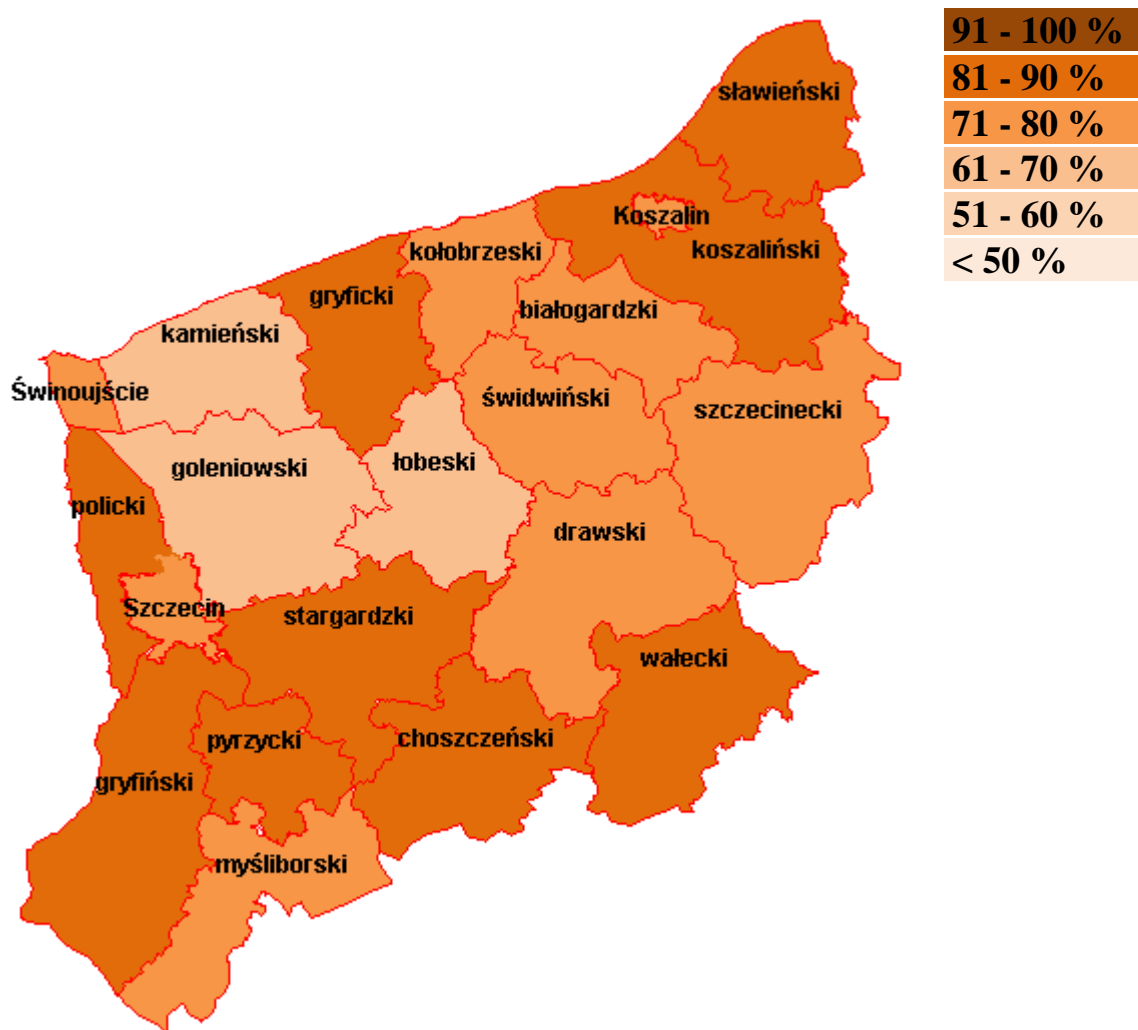 91 - 100 %
81 - 90 %
71 - 80 %
61 - 70 %
51 - 60 %
< 50 %
sławieński
Koszalin
koszaliński
kołobrzeski
gryficki
białogardzki
kamieński
Świnoujście
świdwiński
szczecinecki
goleniowski
łobeski
policki
drawski
Szczecin
stargardzki
wałecki
pyrzycki
choszczeński
gryfiński
myśliborski